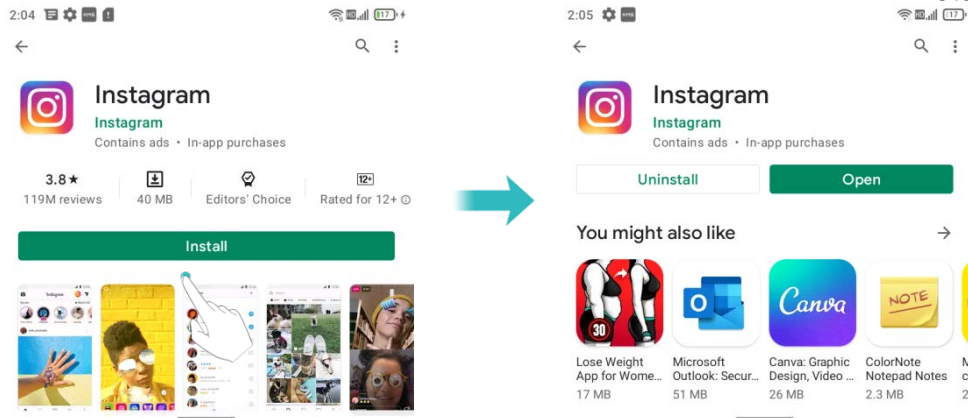 2:04
17
Instagram
Instagram
Contains ads • In-app purchases
3.8★
12+
119M reviews
40 MB
Editors' Choice
Rated for 12+
Install
Instagram
2:05
17
Instagram
Instagram
Contains ads • In-app purchases
Uninstall
Open
You might also like
30
Canva
NOTE
Lose Weight App for Wome...
17 MB
Microsoft Outlook: Secur...
51 MB
Canva: Graphic Design, Video ...
26 MB
ColorNote Notepad Notes
2.3 MB